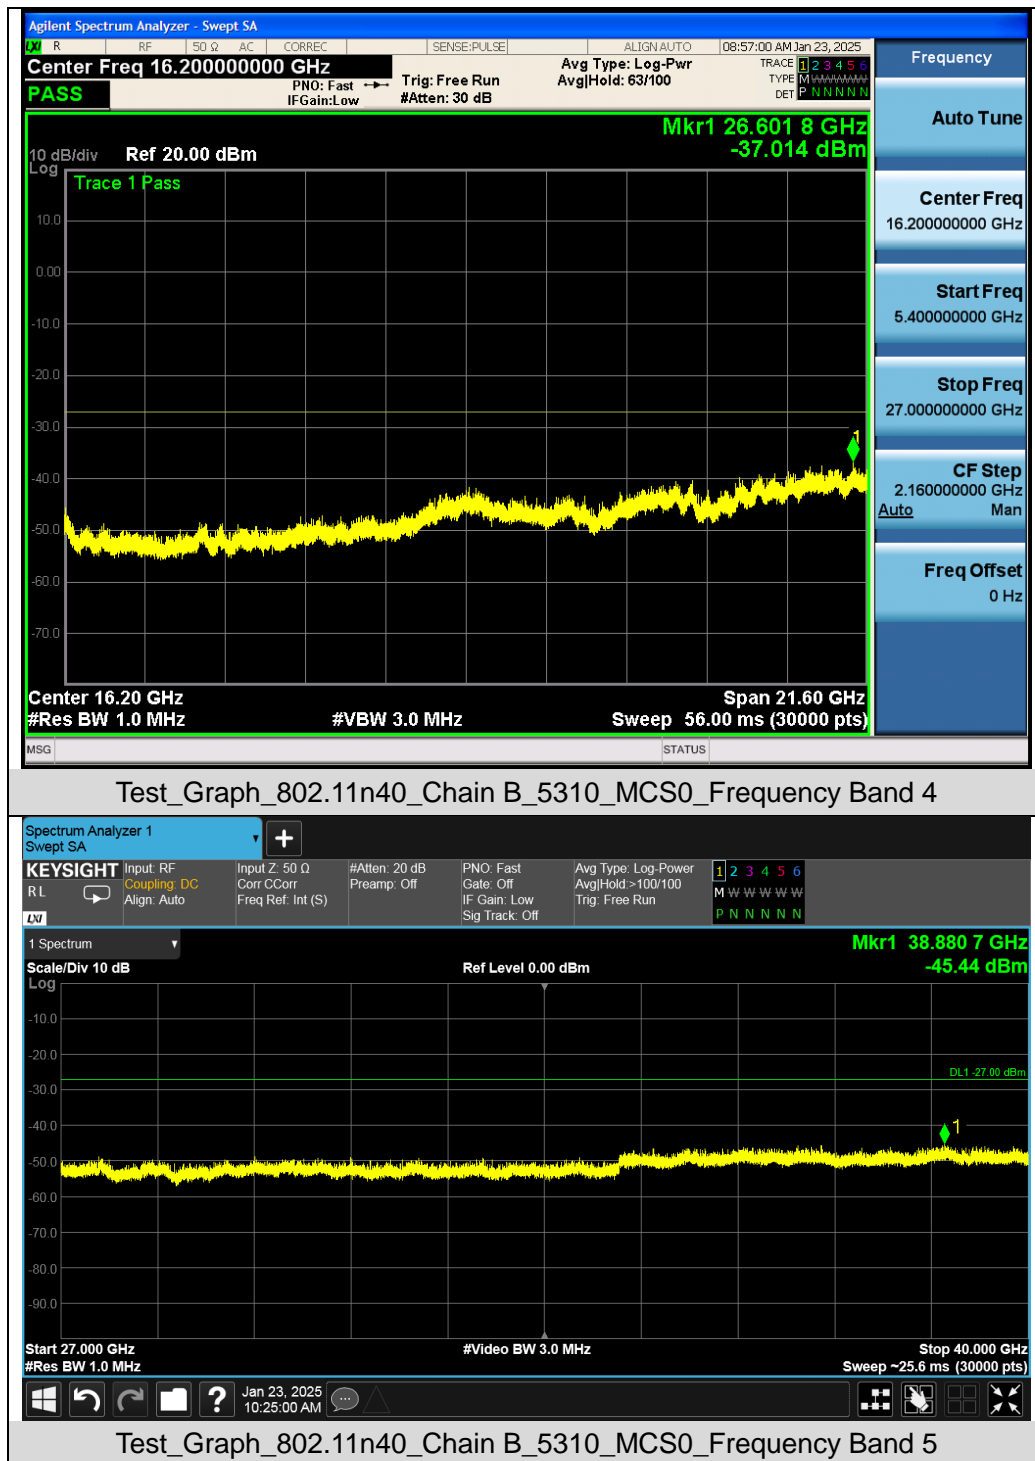 Agilent Spectrum Analyzer - Swept SA
LXI R RF 50 Ω AC CORREC SENSE:PULSE ALIGN AUTO 08:57:00 AM Jan 23, 2025
Center Freq 16.200000000 GHz
PNO: Fast
IFGain:Low
Trig: Free Run
#Atten: 30 dB
Avg Type: Log-Pwr
Avg|Hold: 63/100
TRACE 1 2 3 4 5 6
TYPE M W W W W W
DET P N N N N N
PASS
Mkr1 26.601 8 GHz
-37.014 dBm
10 dB/div Ref 20.00 dBm
Log
Trace 1 Pass
10.0
0.00
-10.0
-20.0
-30.0
1
-40.0
-50.0
-60.0
-70.0
Center 16.20 GHz Span 21.60 GHz
#Res BW 1.0 MHz #VBW 3.0 MHz Sweep 56.00 ms (30000 pts)
MSG STATUS
Frequency
Auto Tune
Center Freq
16.200000000 GHz
Start Freq
5.400000000 GHz
Stop Freq
27.000000000 GHz
CF Step
2.160000000 GHz
Auto Man
Freq Offset
0 Hz
Test_Graph_802.11n40_Chain B_5310_MCS0_Frequency Band 4
Spectrum Analyzer 1
Swept SA
+
KEYSIGHT
R L
LXI
Input: RF
Coupling: DC
Align: Auto
Input Z: 50 Ω
Corr CCorr
Freq Ref: Int (S)
#Atten: 20 dB
Preamp: Off
PNO: Fast
Gate: Off
IF Gain: Low
Sig Track: Off
Avg Type: Log-Power
Avg|Hold:>100/100
Trig: Free Run
1 2 3 4 5 6
M W W W W W
P N N N N N
1 Spectrum
Mkr1 38.880 7 GHz
Scale/Div 10 dB Ref Level 0.00 dBm -45.44 dBm
Log
-10.0
-20.0
DL1 -27.00 dBm
-30.0
-40.0
1
-50.0
-60.0
-70.0
-80.0
-90.0
Start 27.000 GHz #Video BW 3.0 MHz Stop 40.000 GHz
#Res BW 1.0 MHz Sweep ~25.6 ms (30000 pts)
? Jan 23, 2025
10:25:00 AM
Test_Graph_802.11n40_Chain B_5310_MCS0_Frequency Band 5